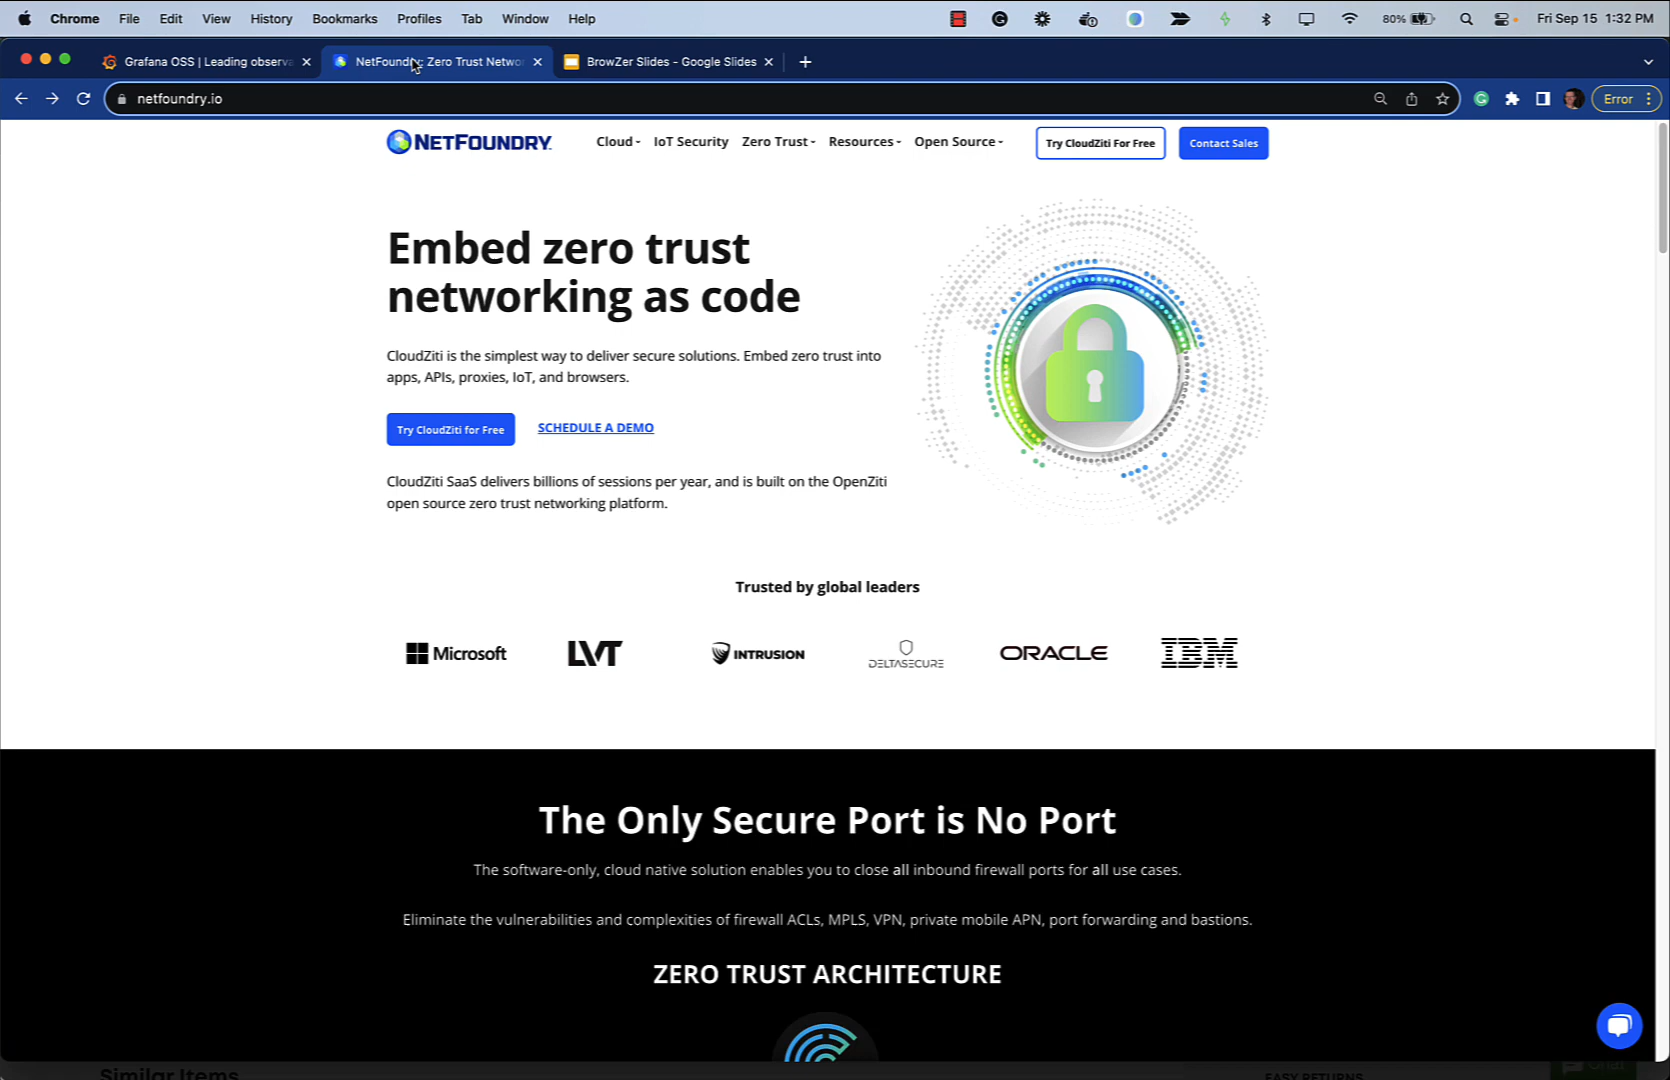 Chrome File Edit View History Bookmarks Profiles Tab Window Help 80% Fri Sep 15 1:32 PM
Grafana OSS | Leading observa NetFoundry: Zero Trust Networ BrowZer Slides - Google Slides
netfoundry.io Error
NETFOUNDRY Cloud IoT Security Zero Trust Resources Open Source Try CloudZiti For Free Contact Sales
Embed zero trust
networking as code
CloudZiti is the simplest way to deliver secure solutions. Embed zero trust into
apps, APIs, proxies, IoT, and browsers.
Try CloudZiti for Free SCHEDULE A DEMO
CloudZiti SaaS delivers billions of sessions per year, and is built on the OpenZiti
open source zero trust networking platform.
Trusted by global leaders
Microsoft LVT INTRUSION DELTASECURE ORACLE IBM
The Only Secure Port is No Port
The software-only, cloud native solution enables you to close all inbound firewall ports for all use cases.
Eliminate the vulnerabilities and complexities of firewall ACLs, MPLS, VPN, private mobile APN, port forwarding and bastions.
ZERO TRUST ARCHITECTURE
Similar Items EASY RETURNS Chat